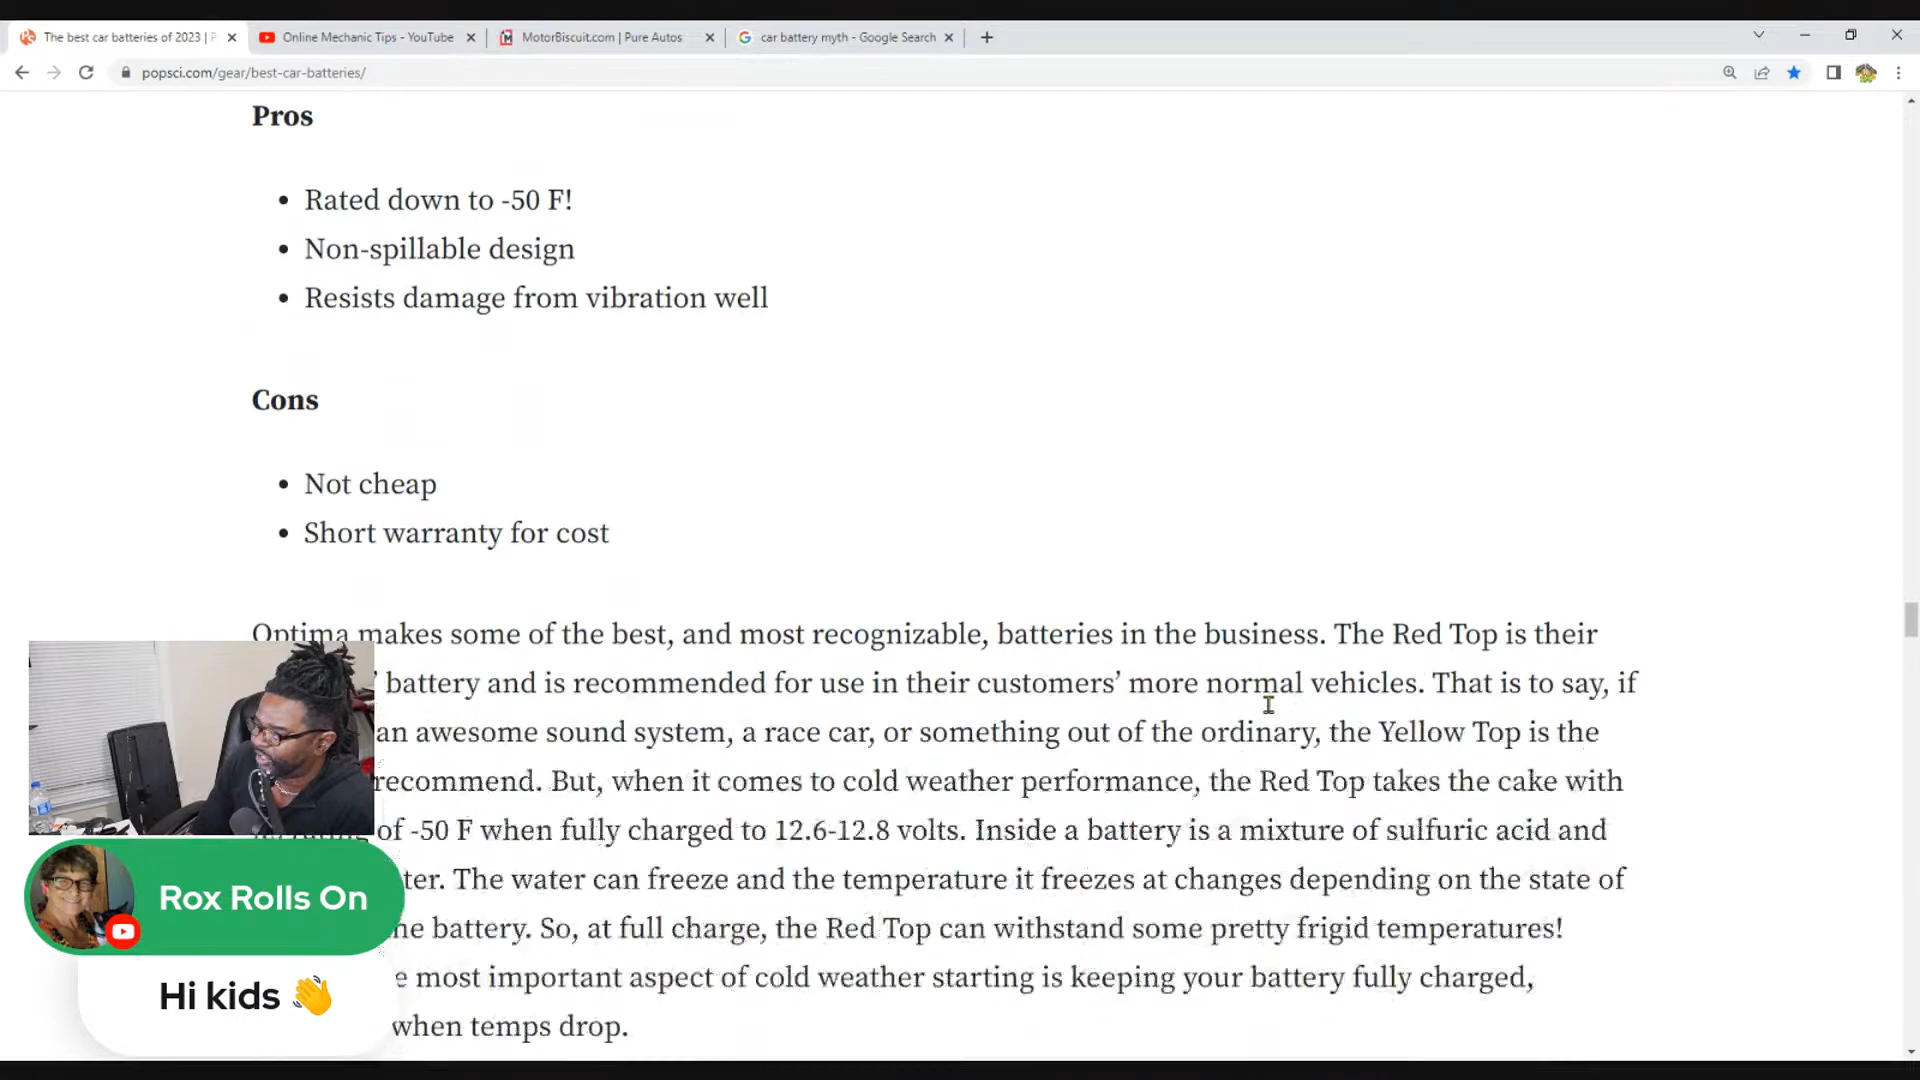 The best car batteries of 2023 | P
Online Mechanic Tips - YouTube
MotorBiscuit.com | Pure Autos
car battery myth - Google Search
popsci.com/gear/best-car-batteries/
Pros
• Rated down to -50 F!
• Non-spillable design
• Resists damage from vibration well
Cons
• Not cheap
• Short warranty for cost
Optima makes some of the best, and most recognizable, batteries in the business. The Red Top is their
’ battery and is recommended for use in their customers’ more normal vehicles. That is to say, if
an awesome sound system, a race car, or something out of the ordinary, the Yellow Top is the
recommend. But, when it comes to cold weather performance, the Red Top takes the cake with
of -50 F when fully charged to 12.6-12.8 volts. Inside a battery is a mixture of sulfuric acid and
ter. The water can freeze and the temperature it freezes at changes depending on the state of
he battery. So, at full charge, the Red Top can withstand some pretty frigid temperatures!
e most important aspect of cold weather starting is keeping your battery fully charged,
when temps drop.
Rox Rolls On
Hi kids 👋